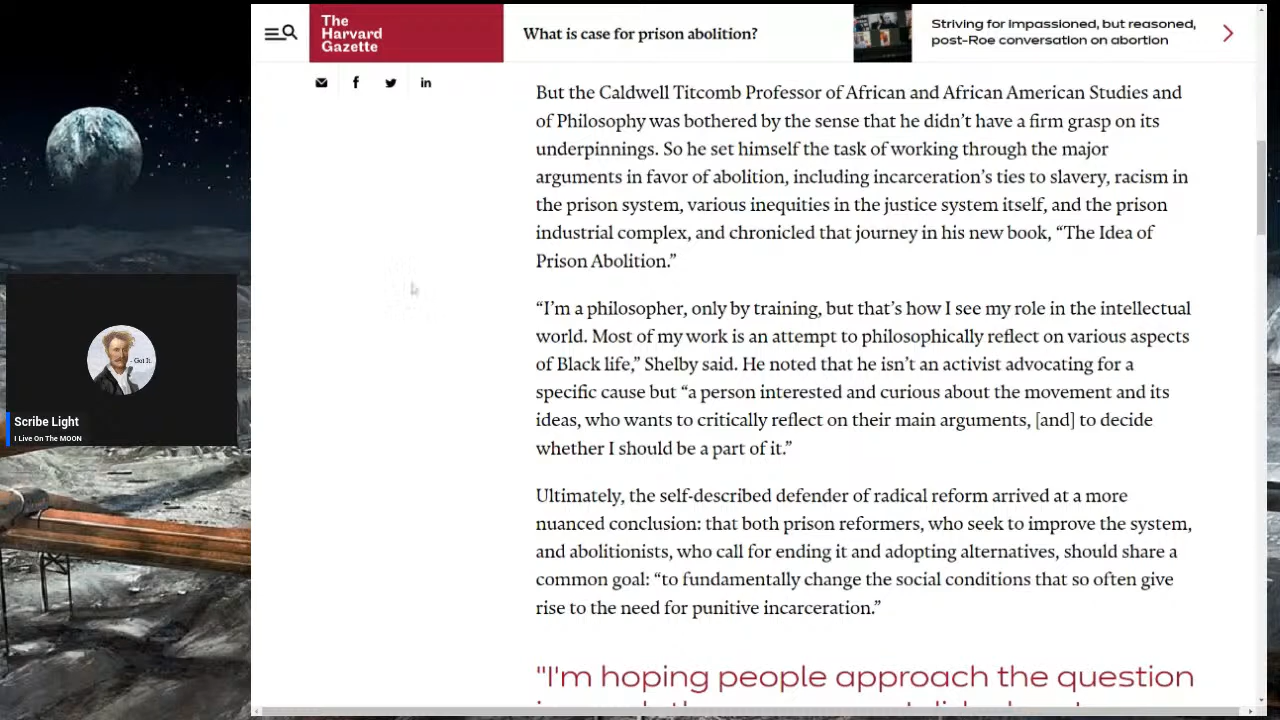 The
Harvard
Gazette
What is case for prison abolition?
Striving for impassioned, but reasoned,
post-Roe conversation on abortion
But the Caldwell Titcomb Professor of African and African American Studies and
of Philosophy was bothered by the sense that he didn’t have a firm grasp on its
underpinnings. So he set himself the task of working through the major
arguments in favor of abolition, including incarceration’s ties to slavery, racism in
the prison system, various inequities in the justice system itself, and the prison
industrial complex, and chronicled that journey in his new book, “The Idea of
Prison Abolition.”
“I’m a philosopher, only by training, but that’s how I see my role in the intellectual
world. Most of my work is an attempt to philosophically reflect on various aspects
of Black life,” Shelby said. He noted that he isn’t an activist advocating for a
specific cause but “a person interested and curious about the movement and its
ideas, who wants to critically reflect on their main arguments, [and] to decide
whether I should be a part of it.”
Ultimately, the self-described defender of radical reform arrived at a more
nuanced conclusion: that both prison reformers, who seek to improve the system,
and abolitionists, who call for ending it and adopting alternatives, should share a
common goal: “to fundamentally change the social conditions that so often give
rise to the need for punitive incarceration.”
"I'm hoping people approach the question
- Got It.
Scribe Light
I Live On The MOON